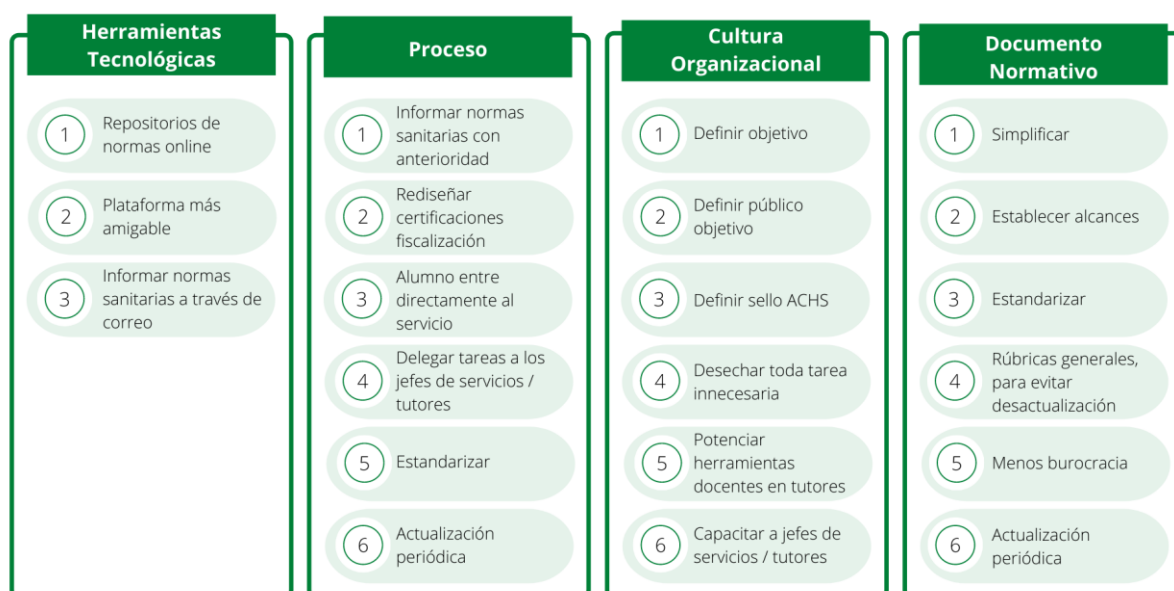 Herramientas
Tecnológicas
1
Repositorios de
normas online
2
Plataforma más
amigable
3
Informar normas
sanitarias a través de
correo
Proceso
1
Informar normas
sanitarias con
anterioridad
2
Rediseñar
certificaciones
fiscalización
3
Alumno entre
directamente al
servicio
4
Delegar tareas a los
jefes de servicios /
tutores
5
Estandarizar
6
Actualización
periódica
Cultura
Organizacional
1
Definir objetivo
2
Definir público
objetivo
3
Definir sello ACHS
4
Desechar toda tarea
innecesaria
5
Potenciar
herramientas
docentes en tutores
6
Capacitar a jefes de
servicios / tutores
Documento
Normativo
1
Simplificar
2
Establecer alcances
3
Estandarizar
4
Rúbricas generales,
para evitar
desactualización
5
Menos burocracia
6
Actualización
periódica